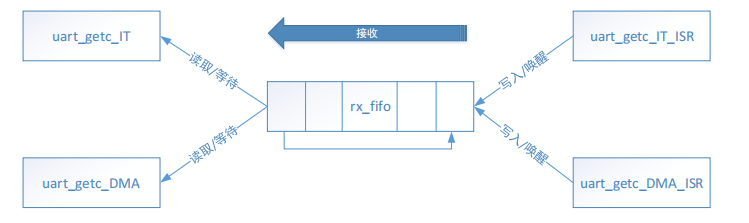 接收
uart_getc_IT
uart_getc_IT_ISR
读取/等待
写入/唤醒
rx_fifo
读取/等待
写入/唤醒
uart_getc_DMA
uart_getc_DMA_ISR